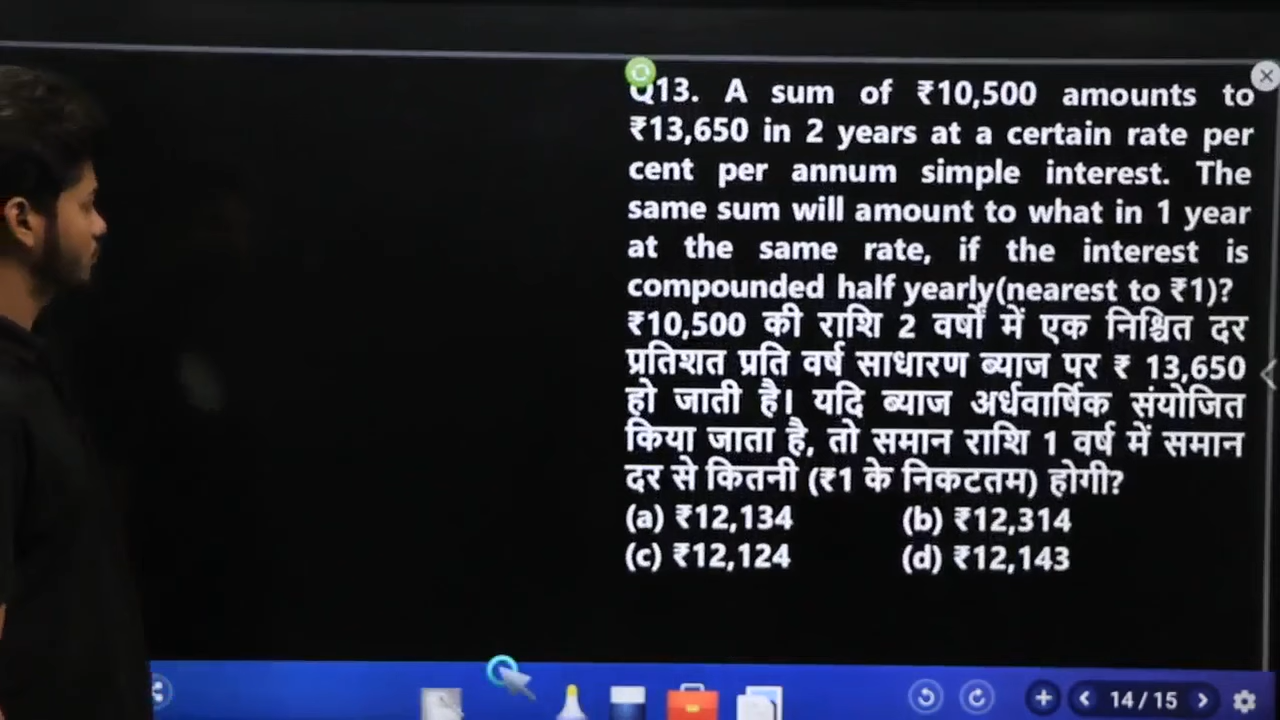 Q13. A sum of ₹10,500 amounts to
₹13,650 in 2 years at a certain rate per
cent per annum simple interest. The
same sum will amount to what in 1 year
at the same rate, if the interest is
compounded half yearly(nearest to ₹1)?
₹10,500 की राशि 2 वर्षों में एक निश्चित दर
प्रतिशत प्रति वर्ष साधारण ब्याज पर ₹ 13,650
हो जाती है। यदि ब्याज अर्धवार्षिक संयोजित
किया जाता है, तो समान राशि 1 वर्ष में समान
दर से कितनी (₹1 के निकटतम) होगी?
(a) ₹12,134 (b) ₹12,314
(c) ₹12,124 (d) ₹12,143
14/15